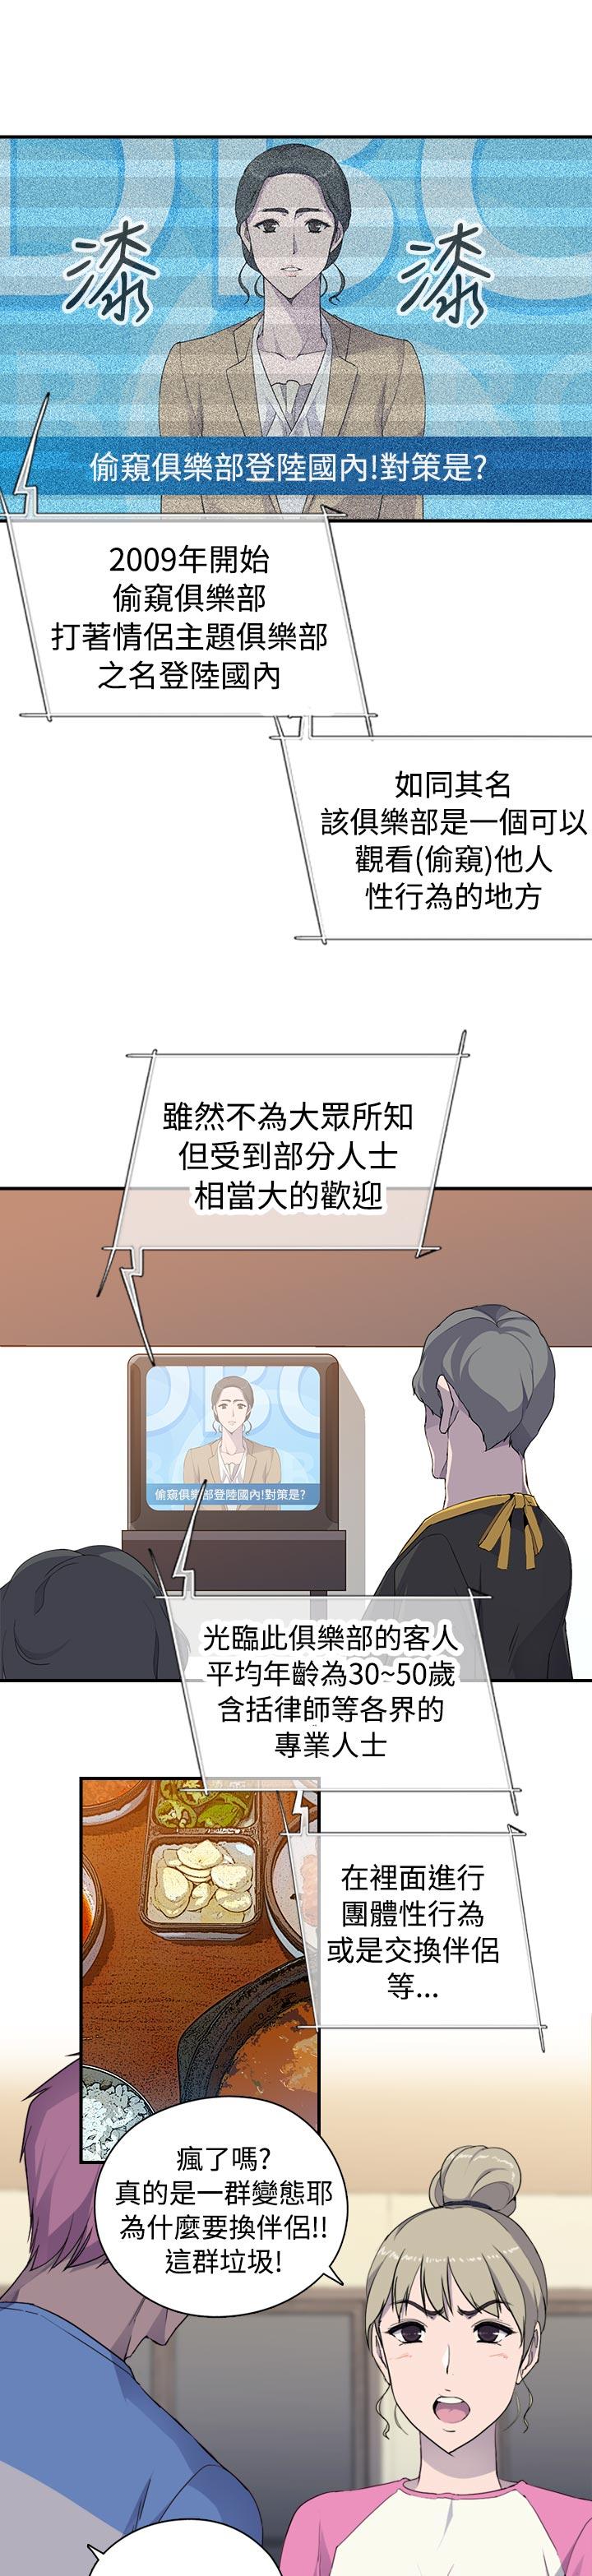 漆
漆
偷窺俱樂部登陸國內!對策是?
2009年開始
偷窺俱樂部
打著情侶主題俱樂部
之名登陸國內
如同其名
該俱樂部是一個可以
觀看(偷窺)他人
性行為的地方
雖然不為大眾所知
但受到部分人士
相當大的歡迎
偷窺俱樂部登陸國內!對策是?
光臨此俱樂部的客人
平均年齡為30~50歲
含括律師等各界的
專業人士
在裡面進行
團體性行為
或是交換伴侶
等...
瘋了嗎?
真的是一群變態耶
為什麼要換伴侶!!
這群垃圾!